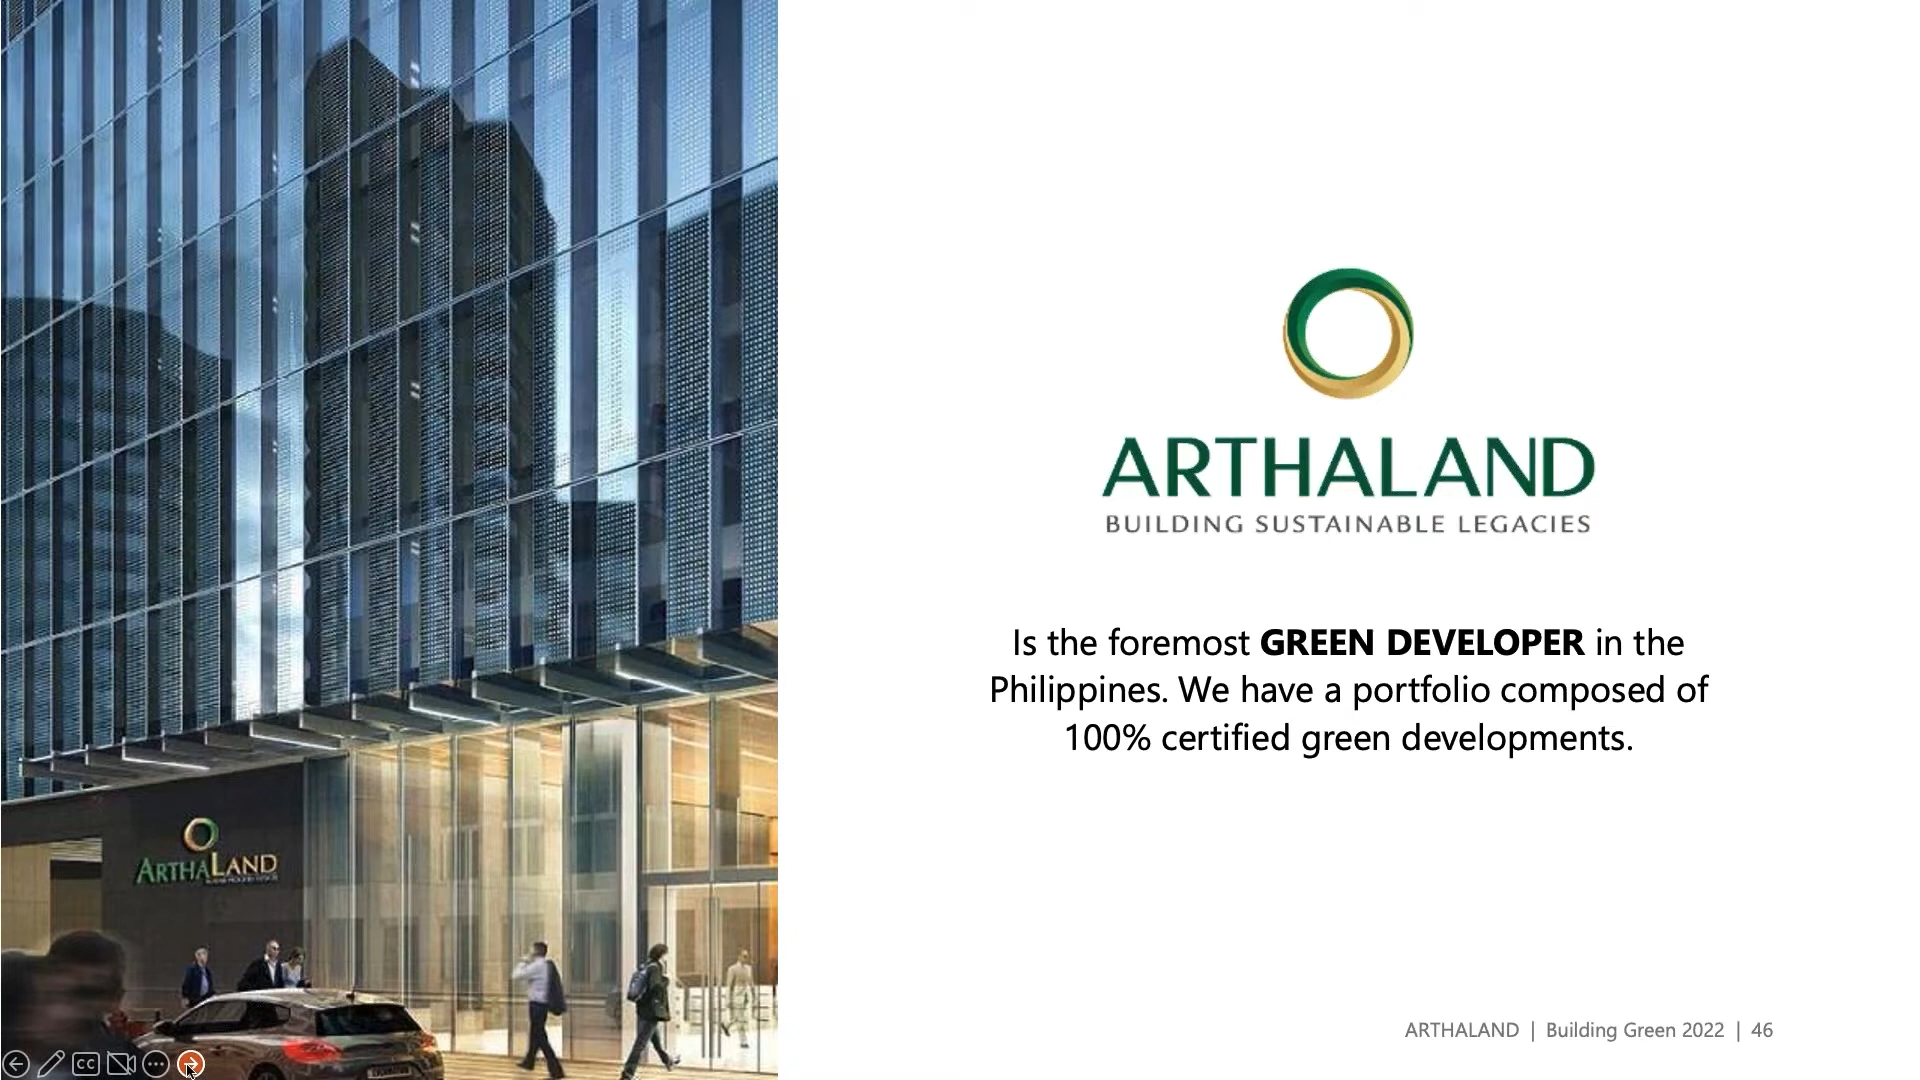 ARTHALAND
BUILDING SUSTAINABLE LEGACIES
Is the foremost GREEN DEVELOPER in the
Philippines. We have a portfolio composed of
100% certified green developments.
ARTHALAND
CC
ARTHALAND | Building Green 2022 | 46